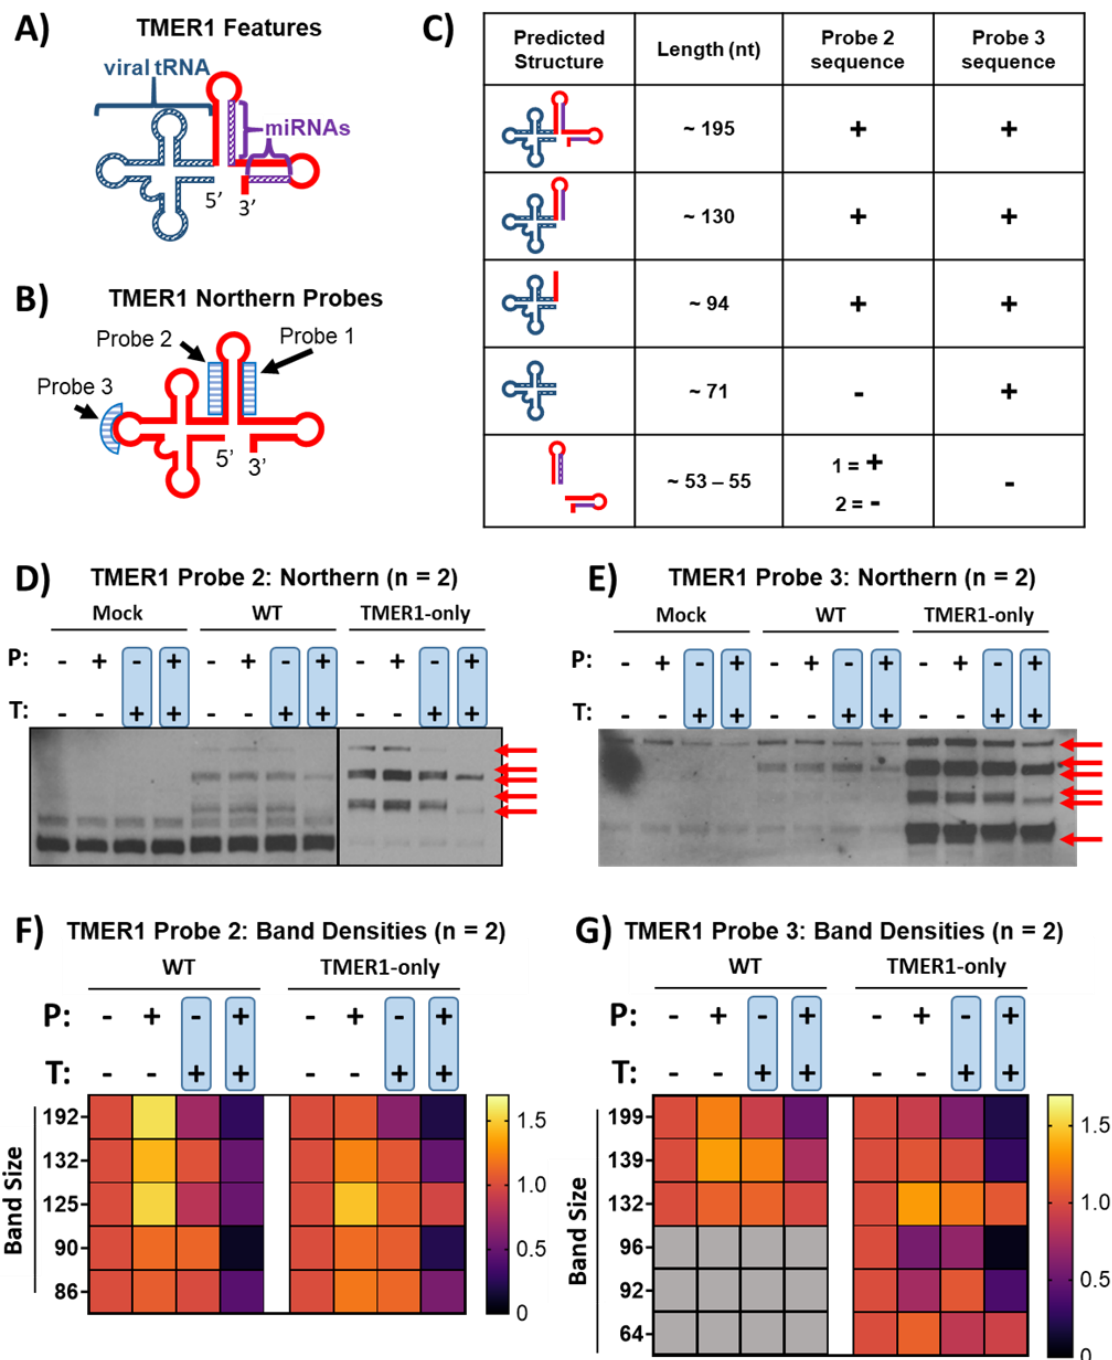 A) TMER1 Features
viral tRNA
miRNAs
5’ 3’
B) TMER1 Northern Probes
Probe 2 Probe 1
Probe 3
5’ 3’
C)
Predicted Structure Length (nt) Probe 2 sequence Probe 3 sequence
~ 195 + +
~ 130 + +
~ 94 + +
~ 71 - +
~ 53 – 55 1 = + 2 = - -
D) TMER1 Probe 2: Northern (n = 2)
Mock WT TMER1-only
P: - + - + - + - + - + - +
T: - - + + - - + + - - + +
E) TMER1 Probe 3: Northern (n = 2)
Mock WT TMER1-only
P: - + - + - + - + - + - +
T: - - + + - - + + - - + +
F) TMER1 Probe 2: Band Densities (n = 2)
WT TMER1-only
P: - + - + - + - +
T: - - + + - - + +
Band Size
192
132
125
90
86
1.5
1.0
0.5
0
G) TMER1 Probe 3: Band Densities (n = 2)
WT TMER1-only
P: - + - + - + - +
T: - - + + - - + +
Band Size
199
139
132
96
92
64
1.5
1.0
0.5
0